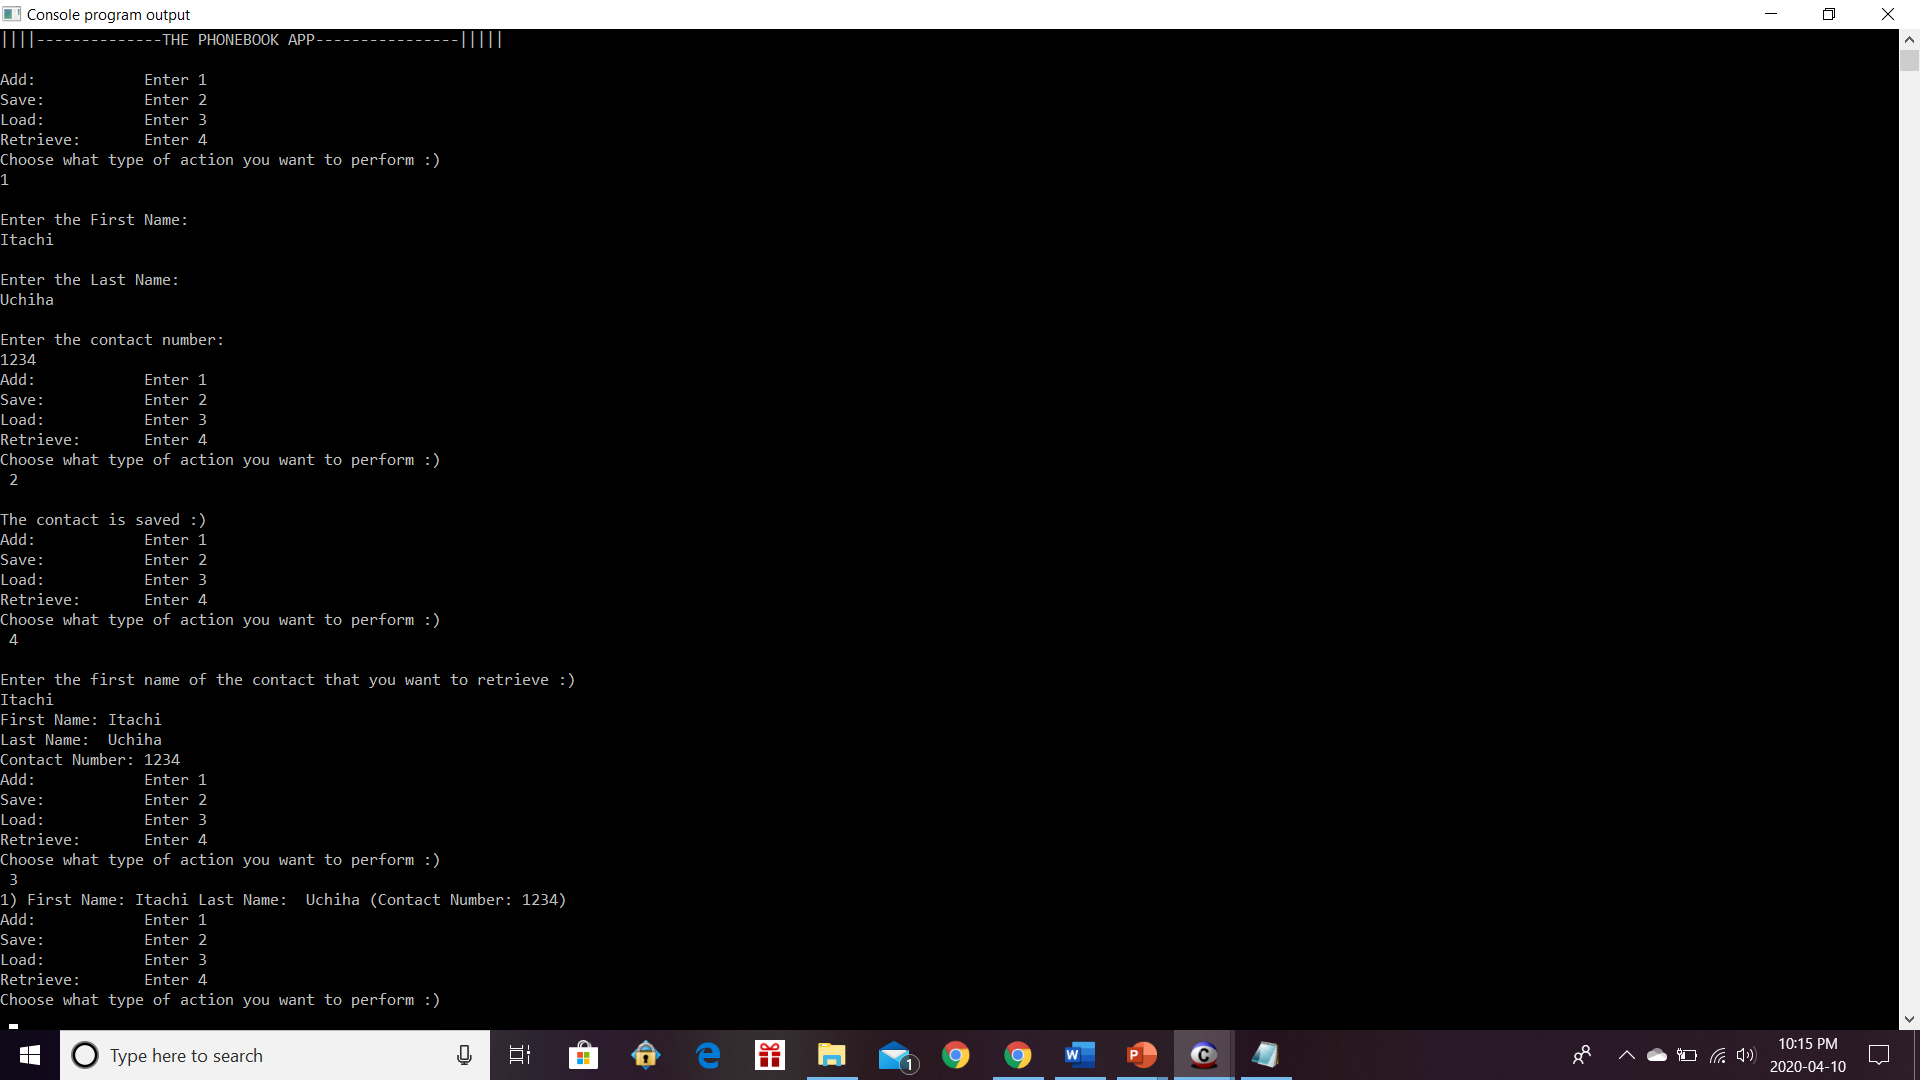 Console program output
||||--------------THE PHONEBOOK APP----------------|||||
Add:            Enter 1
Save:           Enter 2
Load:           Enter 3
Retrieve:       Enter 4
Choose what type of action you want to perform :)
1
Enter the First Name:
Itachi
Enter the Last Name:
Uchiha
Enter the contact number:
1234
Add:            Enter 1
Save:           Enter 2
Load:           Enter 3
Retrieve:       Enter 4
Choose what type of action you want to perform :)
 2
The contact is saved :)
Add:            Enter 1
Save:           Enter 2
Load:           Enter 3
Retrieve:       Enter 4
Choose what type of action you want to perform :)
 4
Enter the first name of the contact that you want to retrieve :)
Itachi
First Name: Itachi
Last Name:  Uchiha
Contact Number: 1234
Add:            Enter 1
Save:           Enter 2
Load:           Enter 3
Retrieve:       Enter 4
Choose what type of action you want to perform :)
 3
1) First Name: Itachi Last Name:  Uchiha (Contact Number: 1234)
Add:            Enter 1
Save:           Enter 2
Load:           Enter 3
Retrieve:       Enter 4
Choose what type of action you want to perform :)
Type here to search
1
W
P
C
10:15 PM
2020-04-10